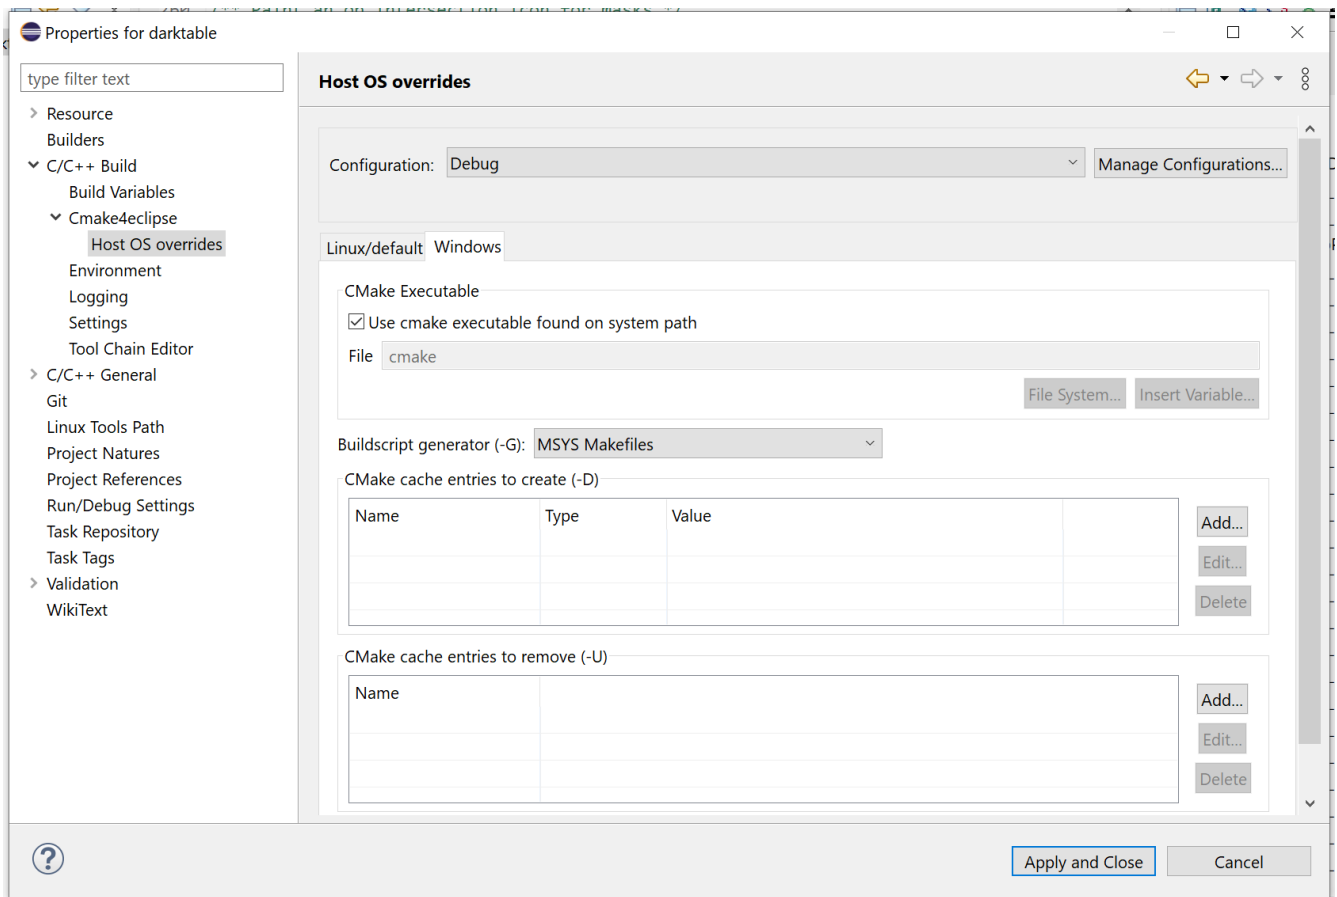 Properties for darktable
type filter text
Resource
Builders
C/C++ Build
Build Variables
Cmake4eclipse
Host OS overrides
Environment
Logging
Settings
Tool Chain Editor
C/C++ General
Git
Linux Tools Path
Project Natures
Project References
Run/Debug Settings
Task Repository
Task Tags
Validation
WikiText
Host OS overrides
Configuration: Debug Manage Configurations...
Linux/default Windows
CMake Executable
Use cmake executable found on system path
File cmake
File System... Insert Variable...
Buildscript generator (-G): MSYS Makefiles
CMake cache entries to create (-D)
Name Type Value
Add...
Edit...
Delete
CMake cache entries to remove (-U)
Name
Add...
Edit...
Delete
? Apply and Close Cancel